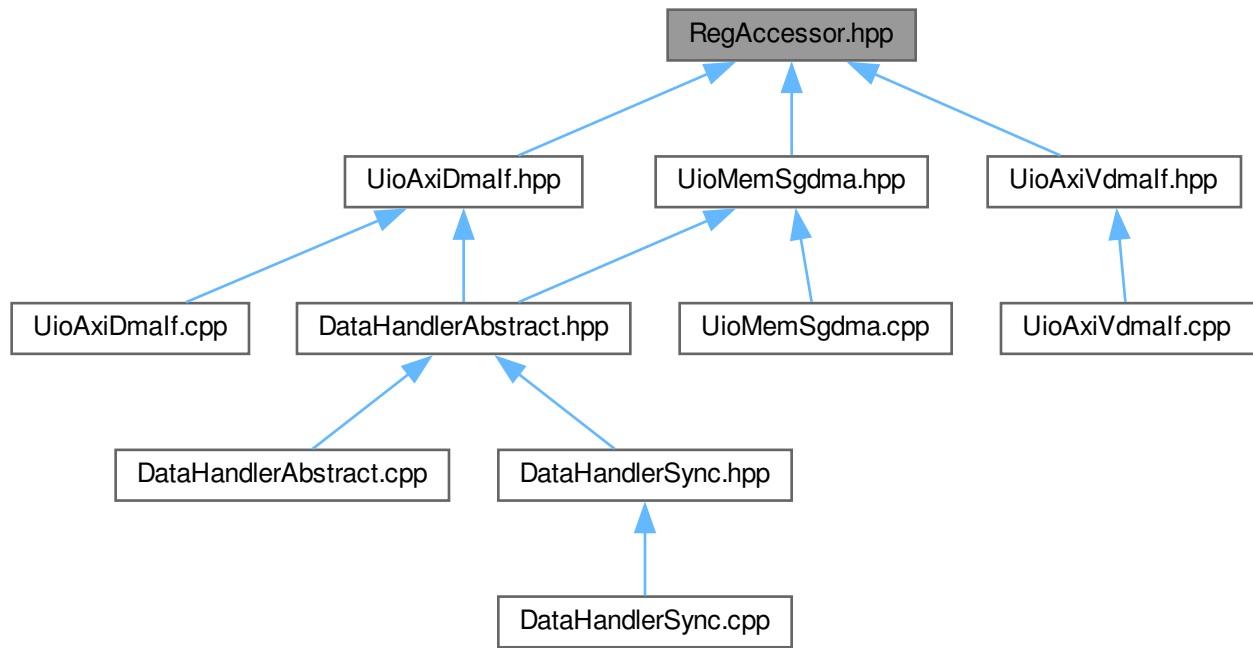 RegAccessor.hpp
UioAxiDmaIf.hpp
UioMemSgdma.hpp
UioAxiVdmaIf.hpp
UioAxiDmaIf.cpp
DataHandlerAbstract.hpp
UioMemSgdma.cpp
UioAxiVdmaIf.cpp
DataHandlerAbstract.cpp
DataHandlerSync.hpp
DataHandlerSync.cpp